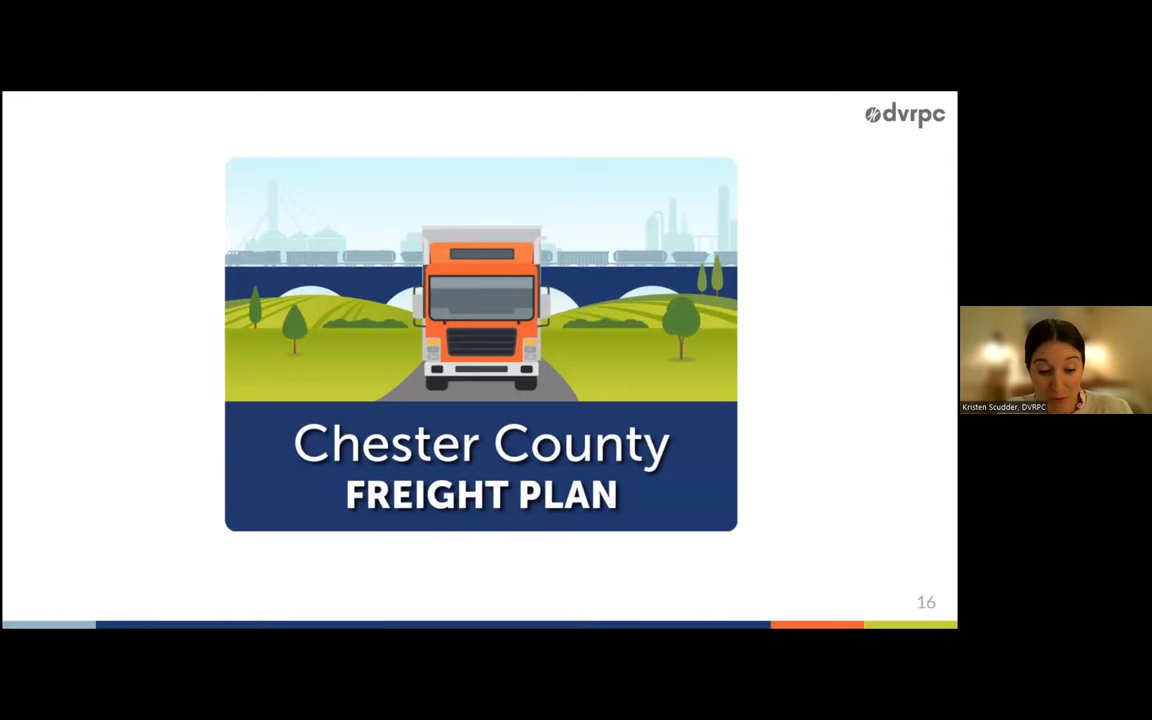 dvrpc
Chester County
FREIGHT PLAN
16
Kristen Scudder, DVRPC